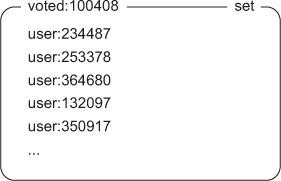 voted:100408 set
user:234487
user:253378
user:364680
user:132097
user:350917
...